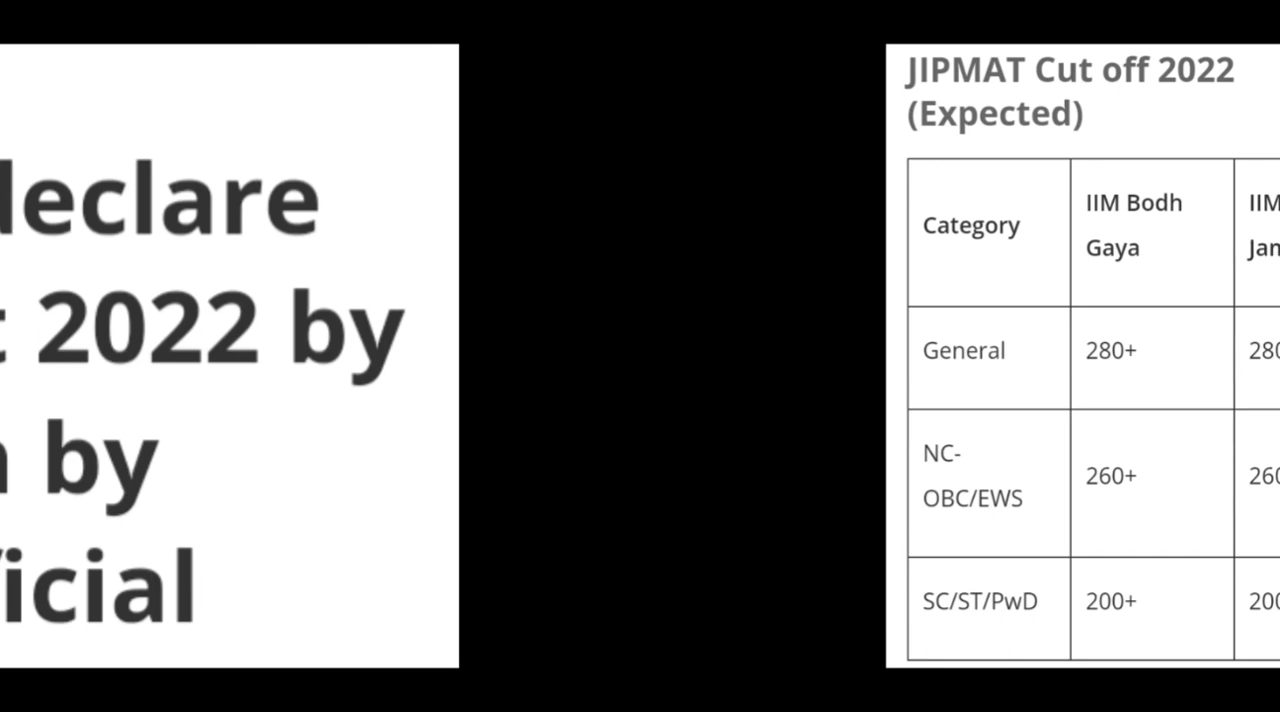 declare
2022 by
by
JIPMAT Cut off 2022
(Expected)
Category
IIM Bodh
Gaya
IIM
General
280+
NC-
OBC/EWS
260+
SC/ST/PwD
200+